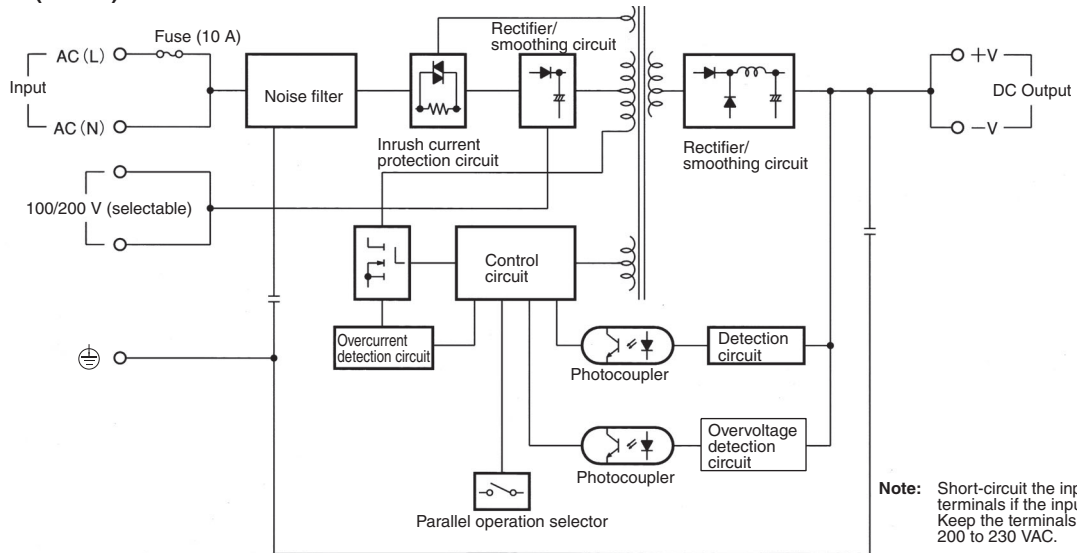 Fuse (10 A)
AC (L)
Input
AC (N)
Noise filter
Inrush current
protection circuit
Rectifier/
smoothing circuit
Rectifier/
smoothing circuit
+V
DC Output
−V
100/200 V (selectable)
Control
circuit
Overcurrent
detection circuit
Photocoupler
Detection
circuit
Photocoupler
Overvoltage
detection
circuit
Parallel operation selector
Note: Short-circuit the
terminals if the
Keep the terminals
200 to 230 VAC.